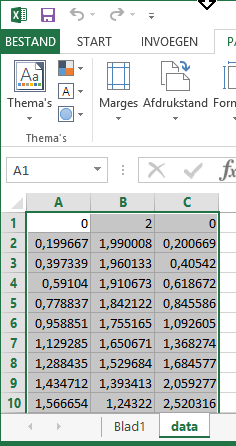 BESTAND START INVOEGEN PA
Aa
Thema's Marges Afdrukstand Form
Thema's
A1 fx
A B C
1 0 2 0
2 0,199667 1,990008 0,200669
3 0,397339 1,960133 0,40542
4 0,59104 1,910673 0,618672
5 0,778837 1,842122 0,845586
6 0,958851 1,755165 1,092605
7 1,129285 1,650671 1,368274
8 1,288435 1,529684 1,684577
9 1,434712 1,393413 2,059277
10 1,566654 1,24322 2,520316
Blad1 data